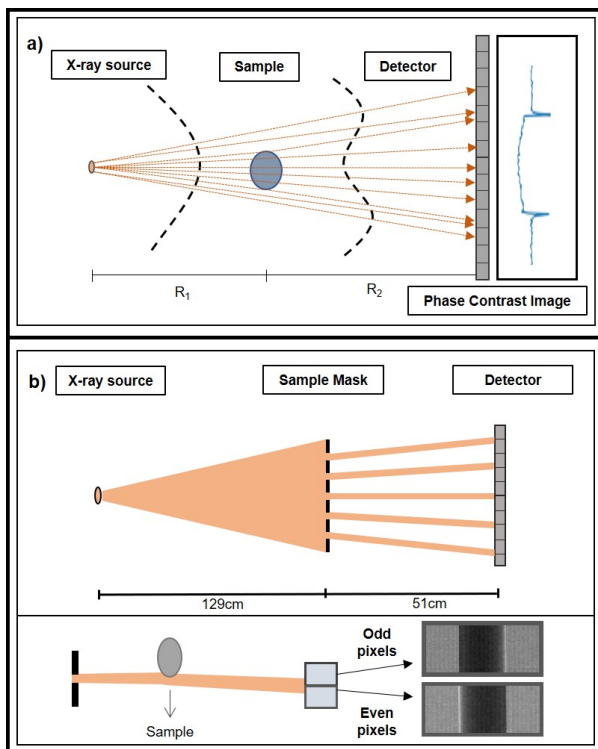 a)
X-ray source
Sample
Detector
R₁
R₂
Phase Contrast Image
b)
X-ray source
Sample Mask
Detector
129cm
51cm
Odd
pixels
Even
pixels
Sample